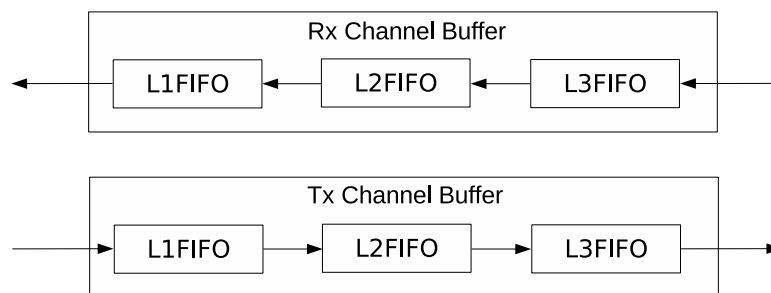 Rx Channel Buffer
L1FIFO L2FIFO L3FIFO
Tx Channel Buffer
L1FIFO L2FIFO L3FIFO